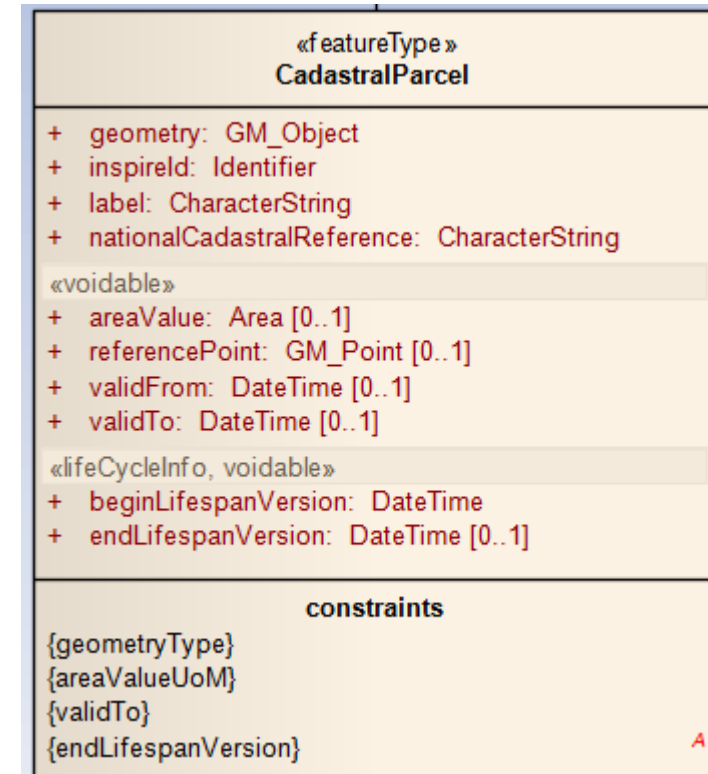 «featureType»
CadastralParcel
+ geometry: GM_Object
+ inspireId: Identifier
+ label: CharacterString
+ nationalCadastralReference: CharacterString
«voidable»
+ areaValue: Area [0..1]
+ referencePoint: GM_Point [0..1]
+ validFrom: DateTime [0..1]
+ validTo: DateTime [0..1]
«lifeCycleInfo, voidable»
+ beginLifespanVersion: DateTime
+ endLifespanVersion: DateTime [0..1]
constraints
{geometryType}
{areaValueUoM}
{validTo}
{endLifespanVersion}
A